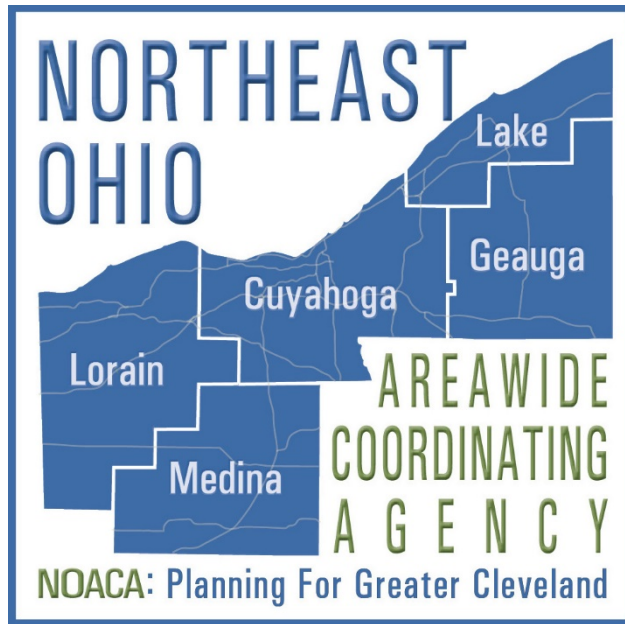 NORTHEAST
OHIO
Lake
Geauga
Cuyahoga
Lorain
Medina
AREAWIDE
COORDINATING
AGENCY
NOACA: Planning For Greater Cleveland